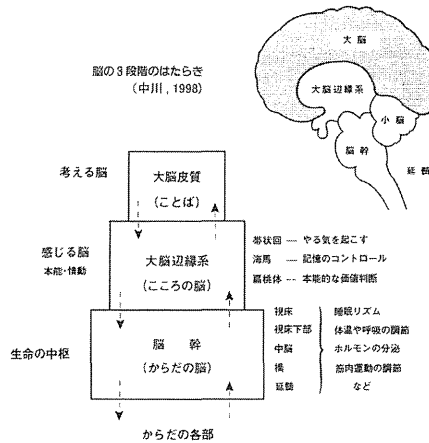 脳の3段階のはたらき
(中川, 1998)
大脳
大脳辺縁系
小脳
脳幹
延髄
考える脳
大脳皮質
(ことば)
感じる脳
本能・情動
大脳辺縁系
(こころの脳)
帯状回 --- やる気を起こす
海馬 --- 記憶のコントロール
扁桃体 --- 本能的な価値判断
生命の中枢
脳 幹
(からだの脳)
視床 睡眠リズム
視床下部 体温や呼吸の調節
中脳 ホルモンの分泌
橋 筋肉運動の調節
延髄 など
からだの各部